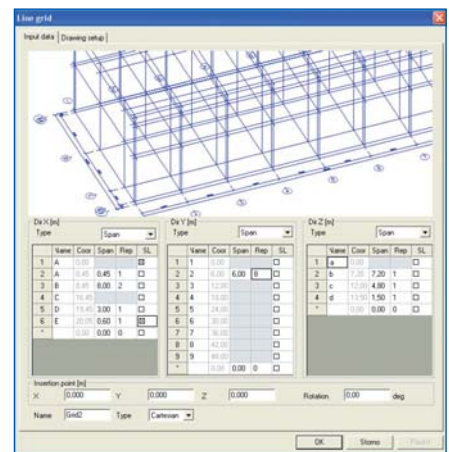 Line grid
Input data Drawing setup
Dir X [m]
Type Span
Name Coor Span Rep SL
1 A 0,00
2 A 0,45 0,45 1
3 B 8,45 8,00 2
4 C 16,45
5 D 19,45 3,00 1
6 E 20,05 0,60 1
* 0,00 0,00 0
Dir Y [m]
Type Span
Name Coor Span Rep SL
1 1 0,00
2 2 6,00 6,00 8
3 3 12,00
4 4 18,00
5 5 24,00
6 6 30,00
7 7 36,00
8 8 42,00
9 9 48,00
* 0,00 0
Dir Z [m]
Type Span
Name Coor Span Rep SL
1 a 0,00
2 b 7,20 7,20 1
3 c 12,00 4,80 1
4 d 13,50 1,50 1
* 0,00 0,00 0
Insertion point [m]
X 0,000 Y 0,000 Z 0,000 Rotation 0,00 deg
Name Grid2 Type Cartesian
OK Storno